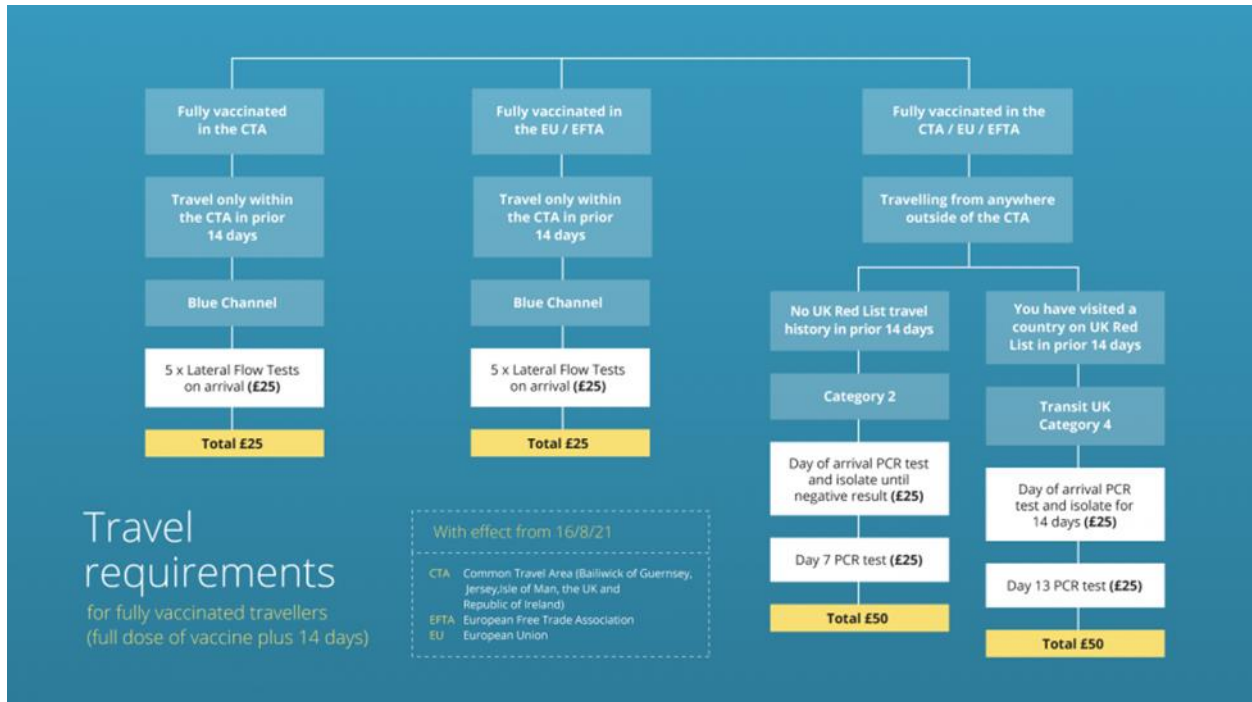 Fully vaccinated
in the CTA
Travel only within
the CTA in prior
14 days
Blue Channel
5 x Lateral Flow Tests
on arrival (£25)
Total £25
Fully vaccinated in
the EU / EFTA
Travel only within
the CTA in prior
14 days
Blue Channel
5 x Lateral Flow Tests
on arrival (£25)
Total £25
Fully vaccinated in the
CTA / EU / EFTA
Travelling from anywhere
outside of the CTA
No UK Red List travel
history in prior 14 days
Category 2
Day of arrival PCR test
and isolate until
negative result (£25)
Day 7 PCR test (£25)
Total £50
You have visited a
country on UK Red
List in prior 14 days
Transit UK
Category 4
Day of arrival PCR
test and isolate for
14 days (£25)
Day 13 PCR test (£25)
Total £50
Travel
requirements
for fully vaccinated travellers
(full dose of vaccine plus 14 days)
With effect from 16/8/21
CTA Common Travel Area (Bailiwick of Guernsey,
Jersey,Isle of Man, the UK and
Republic of Ireland)
EFTA European Free Trade Association
EU European Union